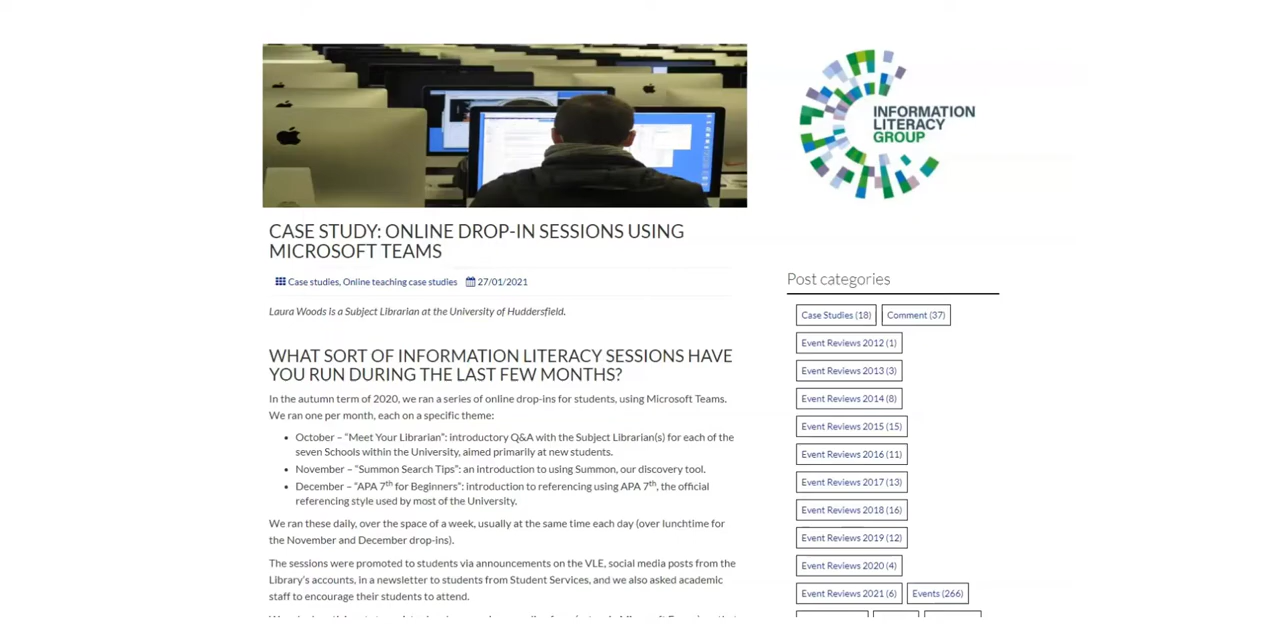 INFORMATION
LITERACY
GROUP
CASE STUDY: ONLINE DROP-IN SESSIONS USING
MICROSOFT TEAMS
Case studies, Online teaching case studies 27/01/2021
Laura Woods is a Subject Librarian at the University of Huddersfield.
WHAT SORT OF INFORMATION LITERACY SESSIONS HAVE
YOU RUN DURING THE LAST FEW MONTHS?
In the autumn term of 2020, we ran a series of online drop-ins for students, using Microsoft Teams.
We ran one per month, each on a specific theme:
• October – “Meet Your Librarian”: introductory Q&A with the Subject Librarian(s) for each of the
seven Schools within the University, aimed primarily at new students.
• November – “Summon Search Tips”: an introduction to using Summon, our discovery tool.
• December – “APA 7th for Beginners”: introduction to referencing using APA 7th, the official
referencing style used by most of the University.
We ran these daily, over the space of a week, usually at the same time each day (over lunchtime for
the November and December drop-ins).
The sessions were promoted to students via announcements on the VLE, social media posts from the
Library’s accounts, in a newsletter to students from Student Services, and we also asked academic
staff to encourage their students to attend.
Post categories
Case Studies (18) Comment (37)
Event Reviews 2012 (1)
Event Reviews 2013 (3)
Event Reviews 2014 (8)
Event Reviews 2015 (15)
Event Reviews 2016 (11)
Event Reviews 2017 (13)
Event Reviews 2018 (16)
Event Reviews 2019 (12)
Event Reviews 2020 (4)
Event Reviews 2021 (6) Events (266)